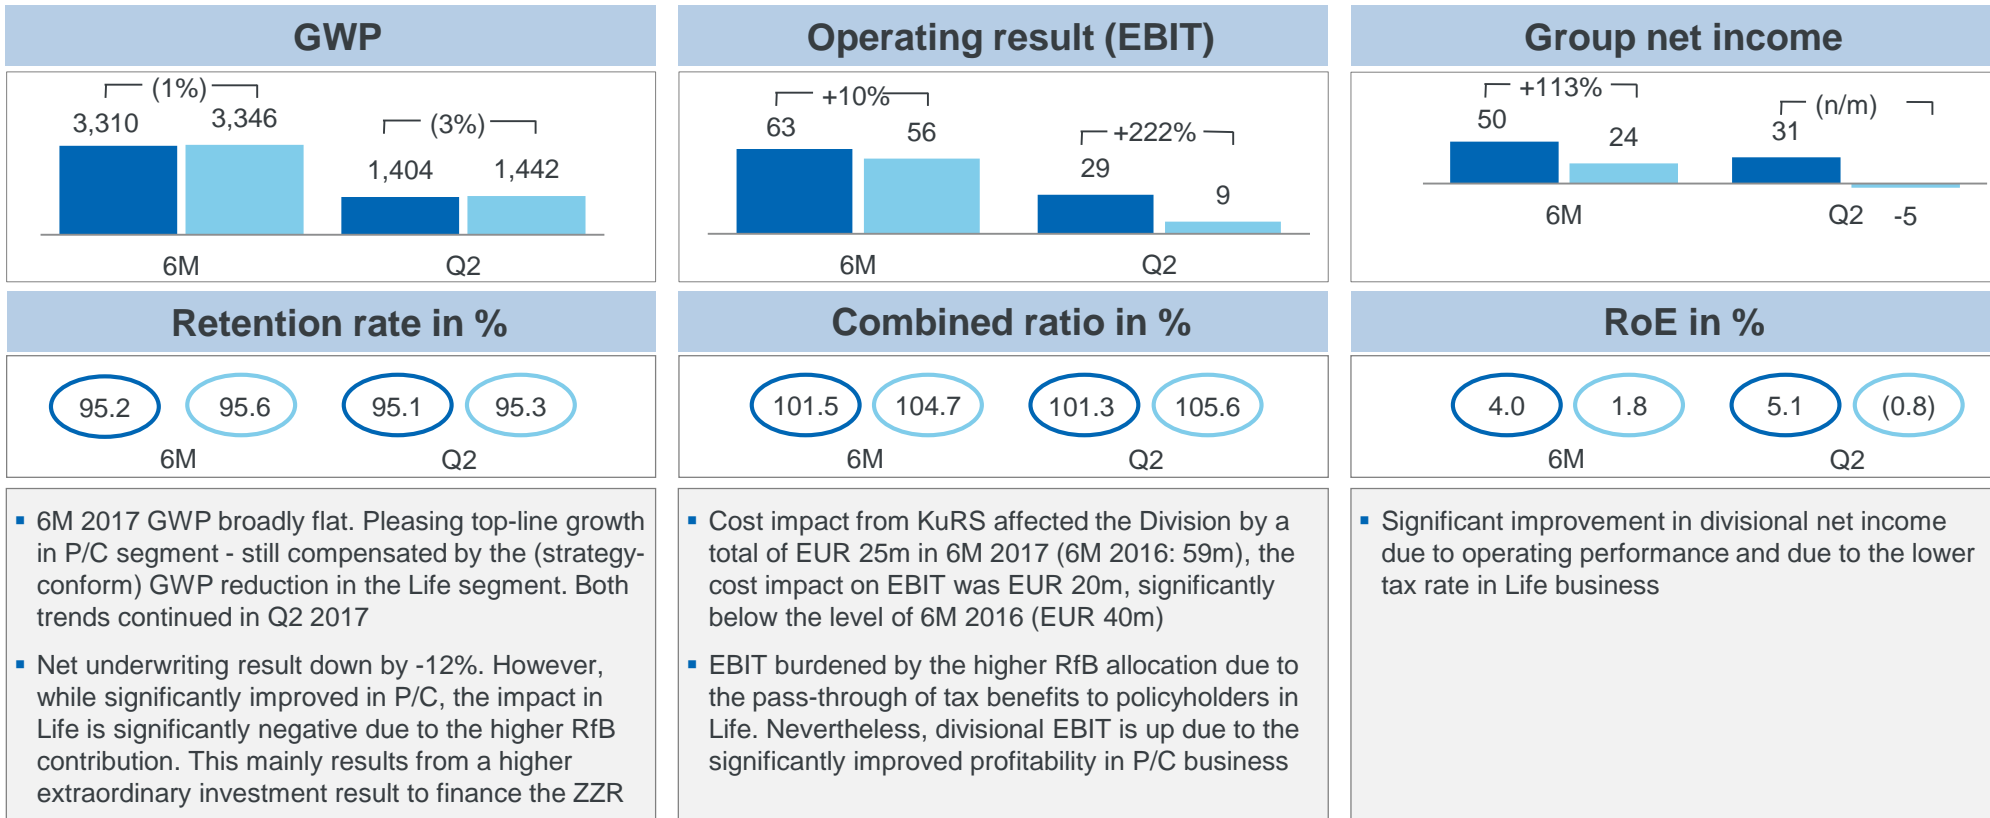 GWP
(1%)
3,310
3,346
(3%)
1,404
1,442
6M
Q2
Operating result (EBIT)
+10%
63
56
+222%
29
9
6M
Q2
Group net income
+113%
50
24
(n/m)
31
6M
Q2
-5
Retention rate in %
95.2
95.6
95.1
95.3
6M
Q2
Combined ratio in %
101.5
104.7
101.3
105.6
6M
Q2
RoE in %
4.0
1.8
5.1
(0.8)
6M
Q2
▪ 6M 2017 GWP broadly flat. Pleasing top-line growth
in P/C segment - still compensated by the (strategy-
conform) GWP reduction in the Life segment. Both
trends continued in Q2 2017
▪ Net underwriting result down by -12%. However,
while significantly improved in P/C, the impact in
Life is significantly negative due to the higher RfB
contribution. This mainly results from a higher
extraordinary investment result to finance the ZZR
▪ Cost impact from KuRS affected the Division by a
total of EUR 25m in 6M 2017 (6M 2016: 59m), the
cost impact on EBIT was EUR 20m, significantly
below the level of 6M 2016 (EUR 40m)
▪ EBIT burdened by the higher RfB allocation due to
the pass-through of tax benefits to policyholders in
Life. Nevertheless, divisional EBIT is up due to the
significantly improved profitability in P/C business
▪ Significant improvement in divisional net income
due to operating performance and due to the lower
tax rate in Life business